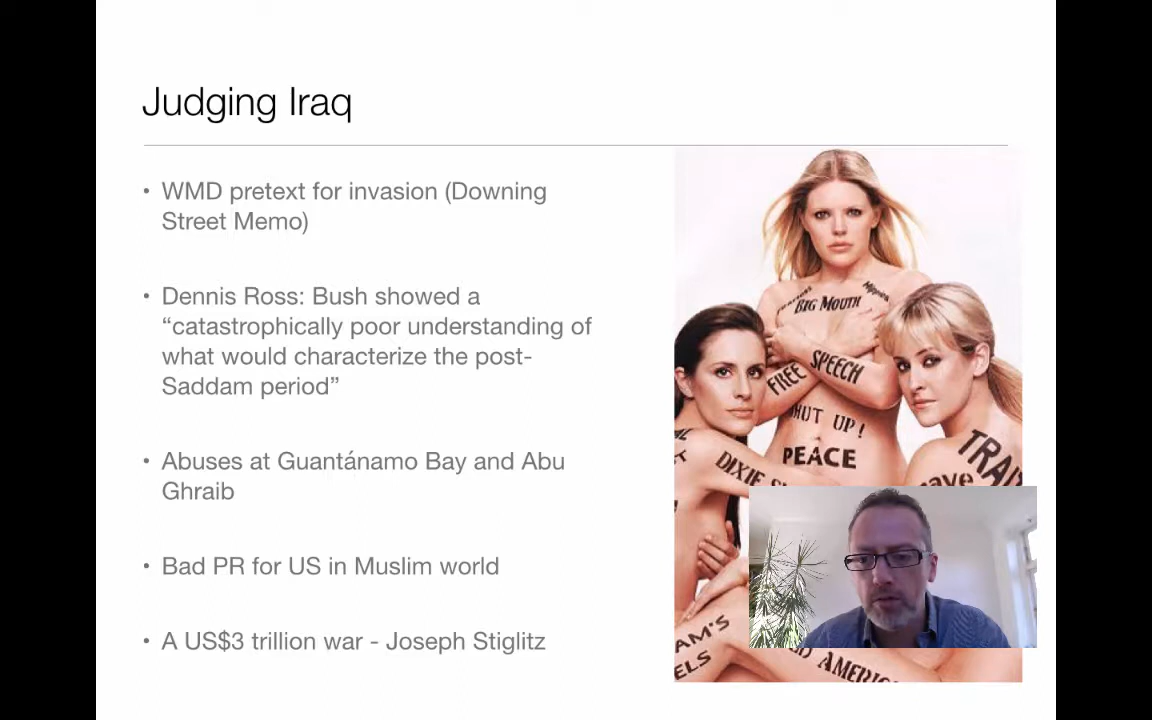 Judging Iraq
• WMD pretext for invasion (Downing
Street Memo)
• Dennis Ross: Bush showed a
“catastrophically poor understanding of
what would characterize the post-
Saddam period”
• Abuses at Guantánamo Bay and Abu
Ghraib
• Bad PR for US in Muslim world
• A US$3 trillion war - Joseph Stiglitz
BIG MOUTH
FREE SPEECH
SHUT UP!
PEACE
DIXIE